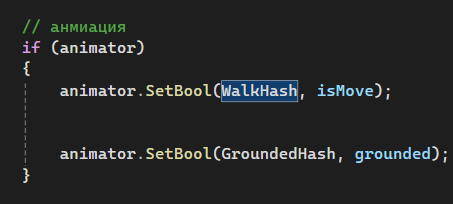 // анмиация
if (animator)
{
animator.SetBool(WalkHash, isMove);
animator.SetBool(GroundedHash, grounded);
}